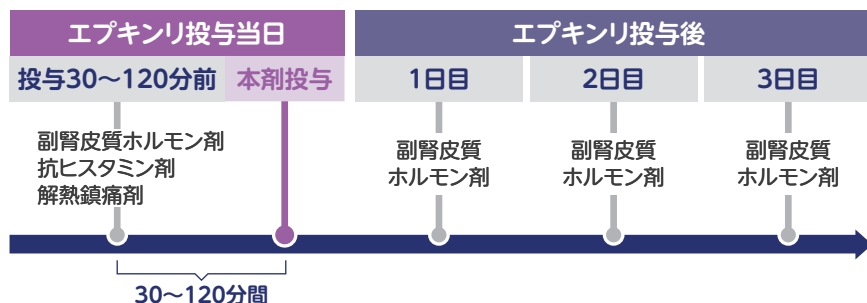 エプキンリ投与当日
エプキンリ投与後
投与30～120分前
本剤投与
1日目
2日目
3日目
副腎皮質ホルモン剤
抗ヒスタミン剤
解熱鎮痛剤
副腎皮質
ホルモン剤
副腎皮質
ホルモン剤
副腎皮質
ホルモン剤
30～120分間